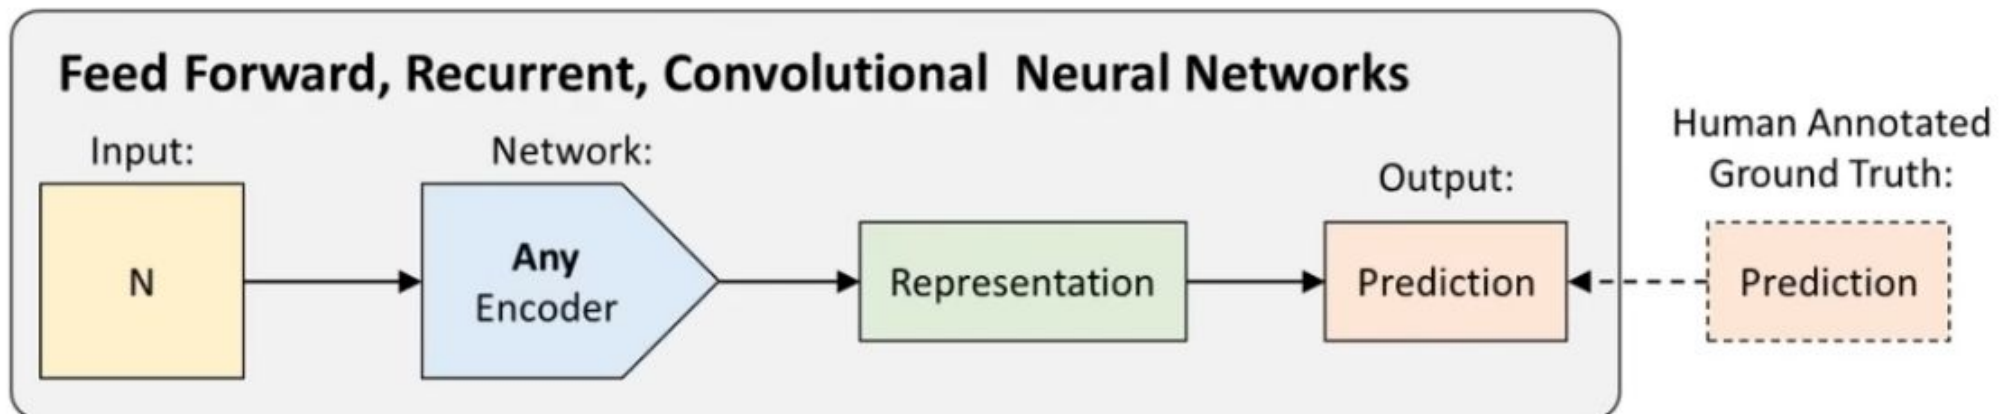 Feed Forward, Recurrent, Convolutional Neural Networks
Input:
Network:
Output:
Human Annotated
Ground Truth:
N
Any
Encoder
Representation
Prediction
Prediction